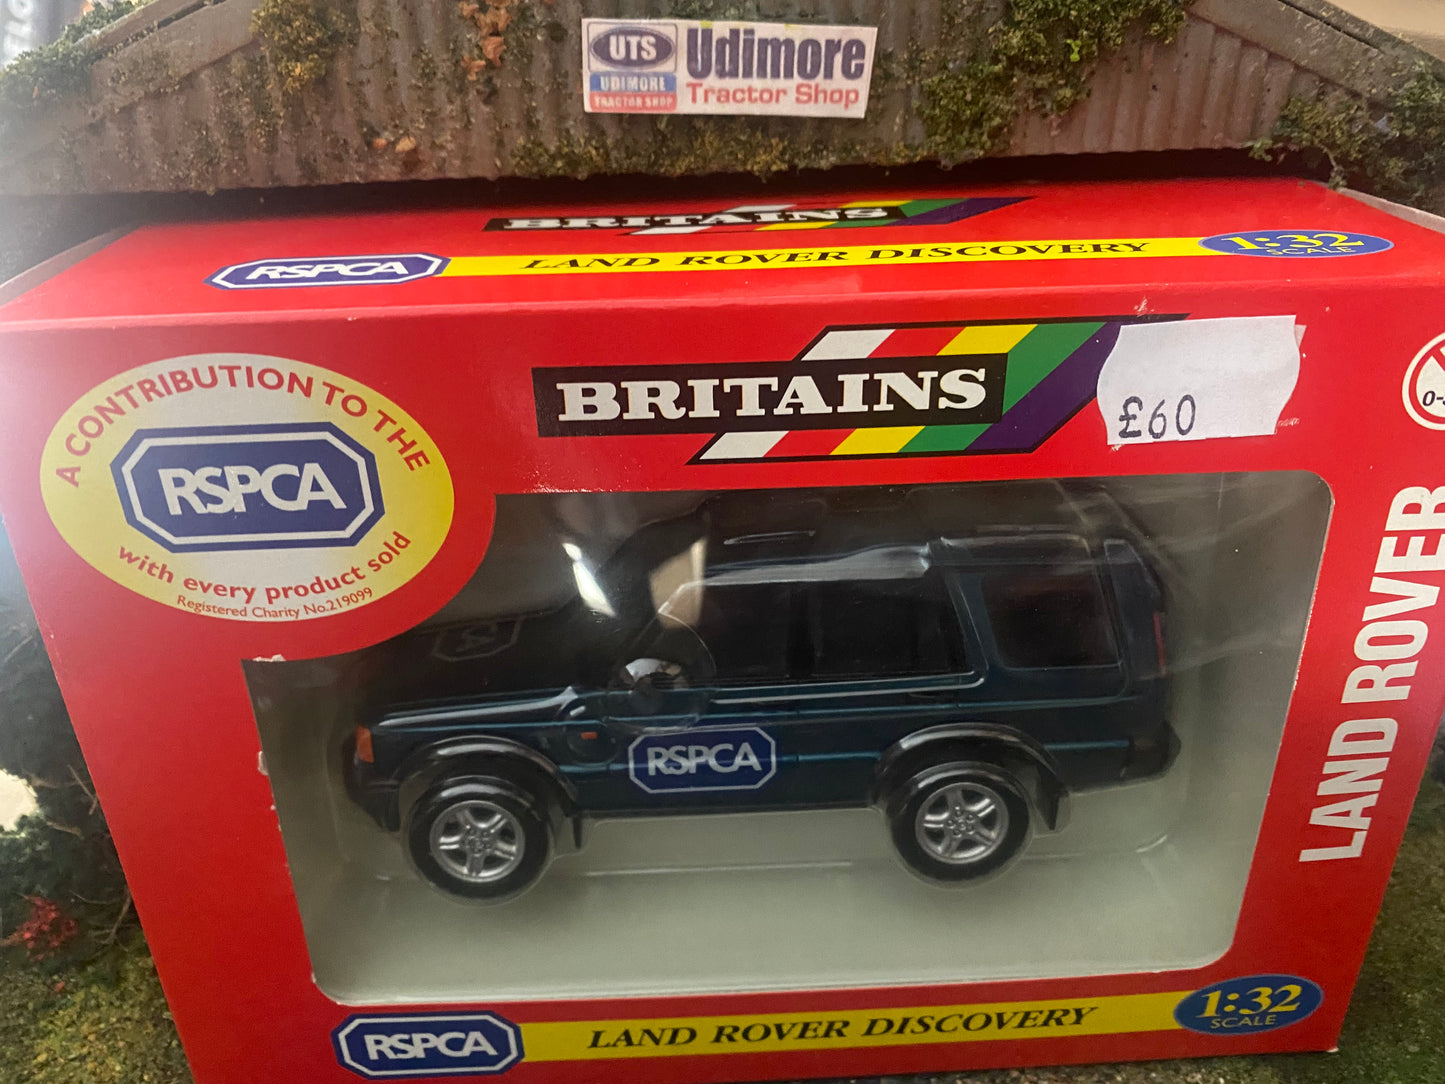 UTS
UDIMORE
TRACTOR SHOP
Udimore
Tractor Shop
BRITAINS
RSPCA
LAND ROVER DISCOVERY
1:32
SCALE
A CONTRIBUTION TO THE
RSPCA
with every product sold
Registered Charity No.219099
BRITAINS
£60
LAND ROVER
RSPCA
RSPCA
LAND ROVER DISCOVERY
1:32
SCALE